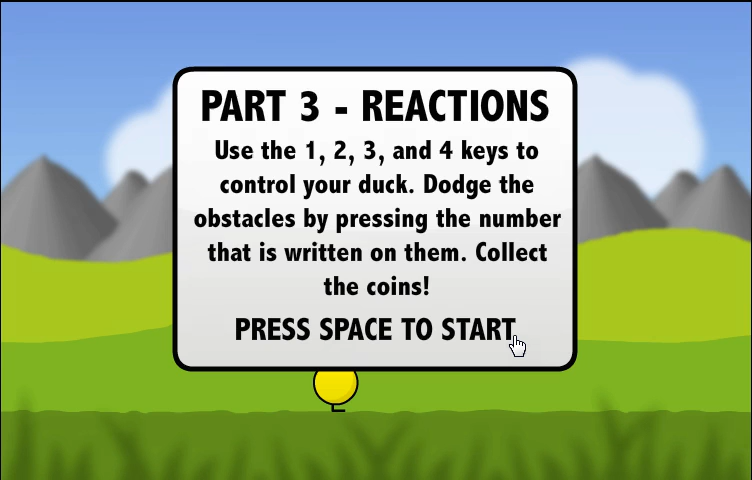 PART 3 - REACTIONS
Use the 1, 2, 3, and 4 keys to
control your duck. Dodge the
obstacles by pressing the number
that is written on them. Collect
the coins!
PRESS SPACE TO START